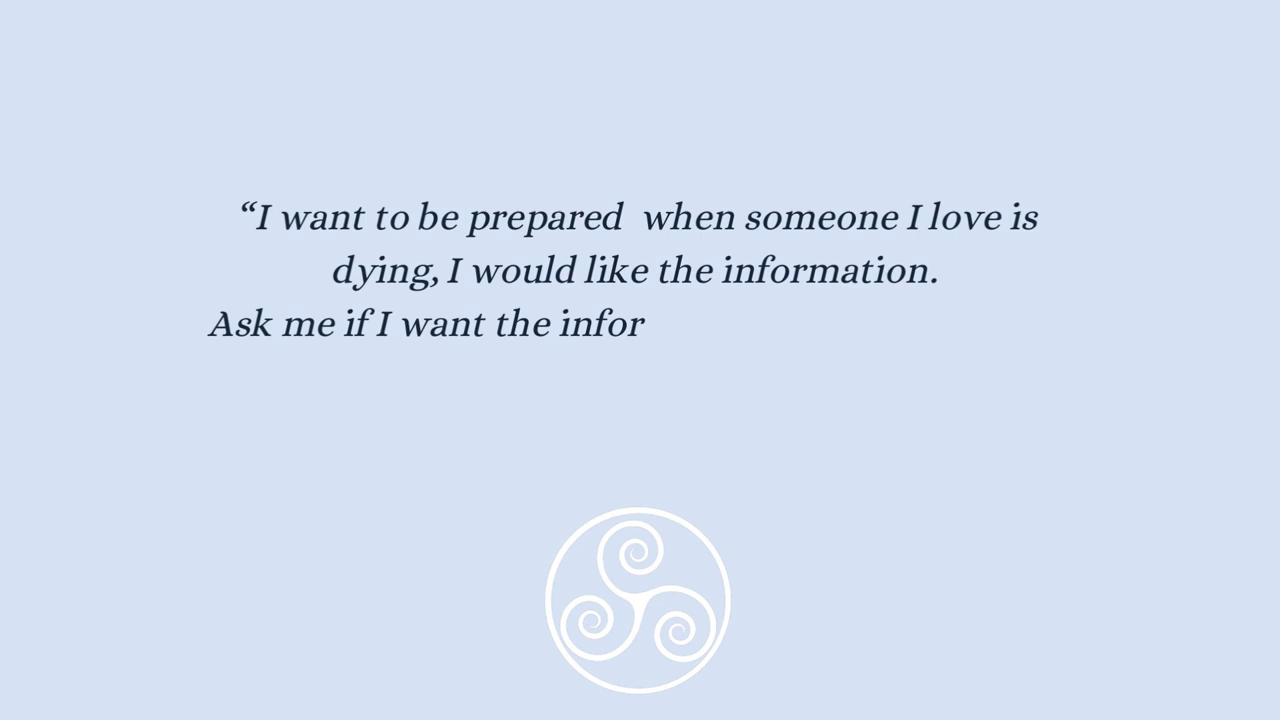 “I want to be prepared  when someone I love is
dying, I would like the information.
Ask me if I want the infor